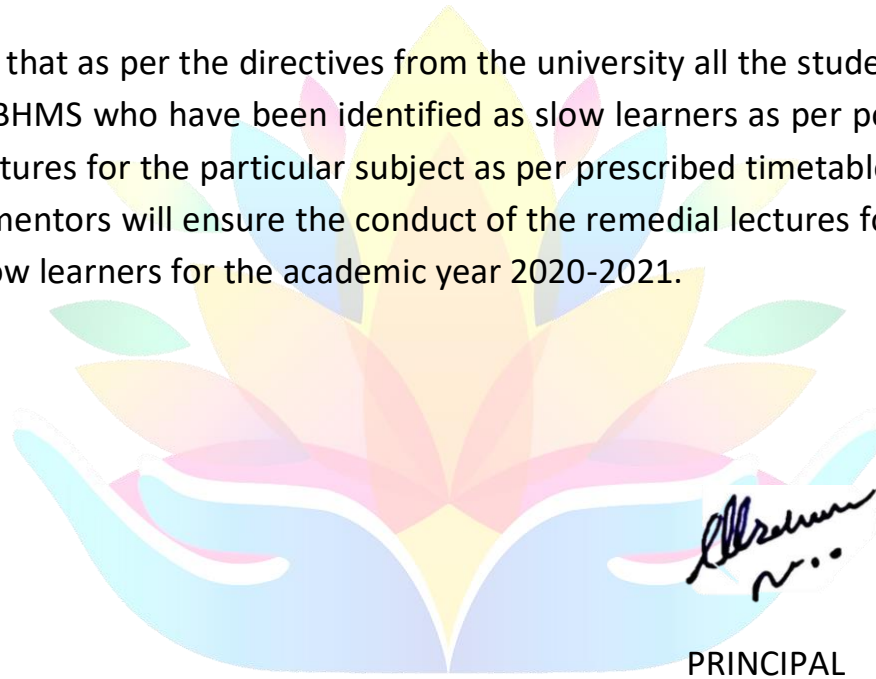 that as per the directives from the university all the stude
BHMS who have been identified as slow learners as per pe
tures for the particular subject as per prescribed timetable
mentors will ensure the conduct of the remedial lectures fo
ow learners for the academic year 2020-2021.
PRINCIPAL